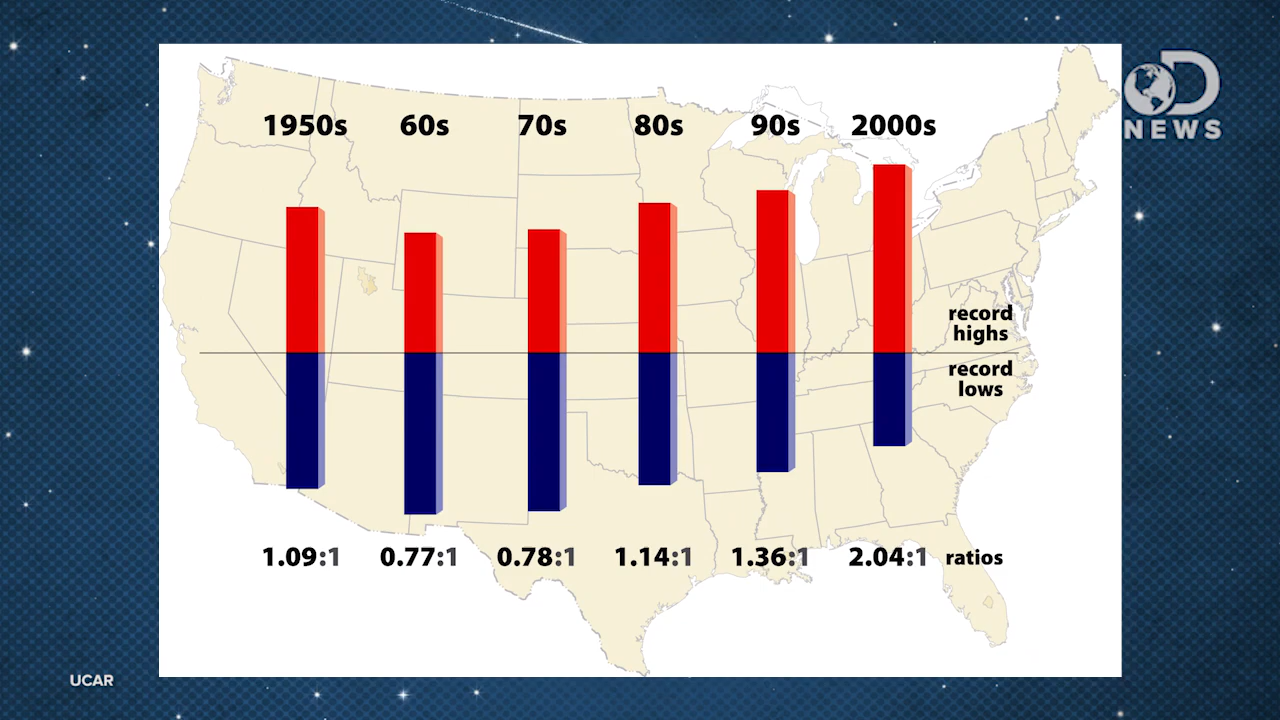 D
NEWS
1950s 60s 70s 80s 90s 2000s
record
highs
record
lows
1.09:1 0.77:1 0.78:1 1.14:1 1.36:1 2.04:1 ratios
UCAR